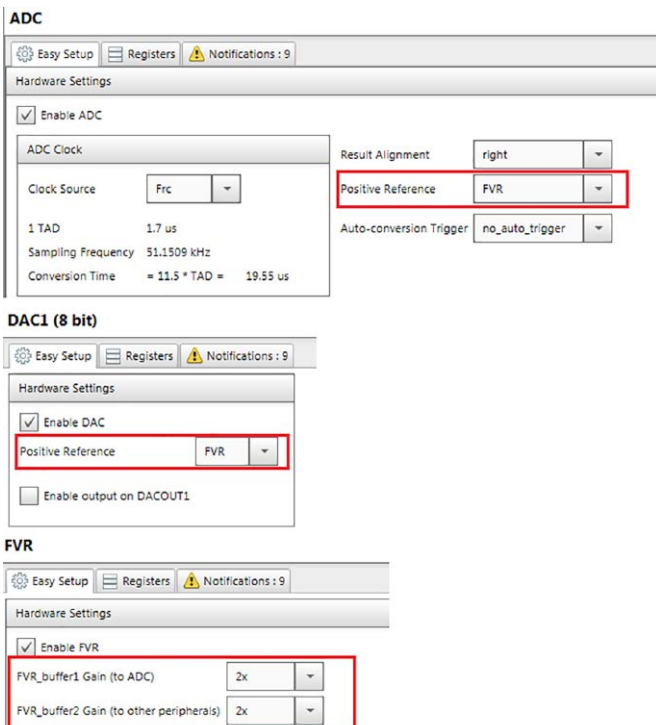 ADC
Easy Setup Registers Notifications : 9
Hardware Settings
Enable ADC
ADC Clock
Result Alignment right
Clock Source Frc
Positive Reference FVR
1 TAD 1.7 us
Auto-conversion Trigger no_auto_trigger
Sampling Frequency 51.1509 kHz
Conversion Time = 11.5 * TAD = 19.55 us
DAC1 (8 bit)
Easy Setup Registers Notifications : 9
Hardware Settings
Enable DAC
Positive Reference FVR
Enable output on DACOUT1
FVR
Easy Setup Registers Notifications : 9
Hardware Settings
Enable FVR
FVR_buffer1 Gain (to ADC) 2x
FVR_buffer2 Gain (to other peripherals) 2x